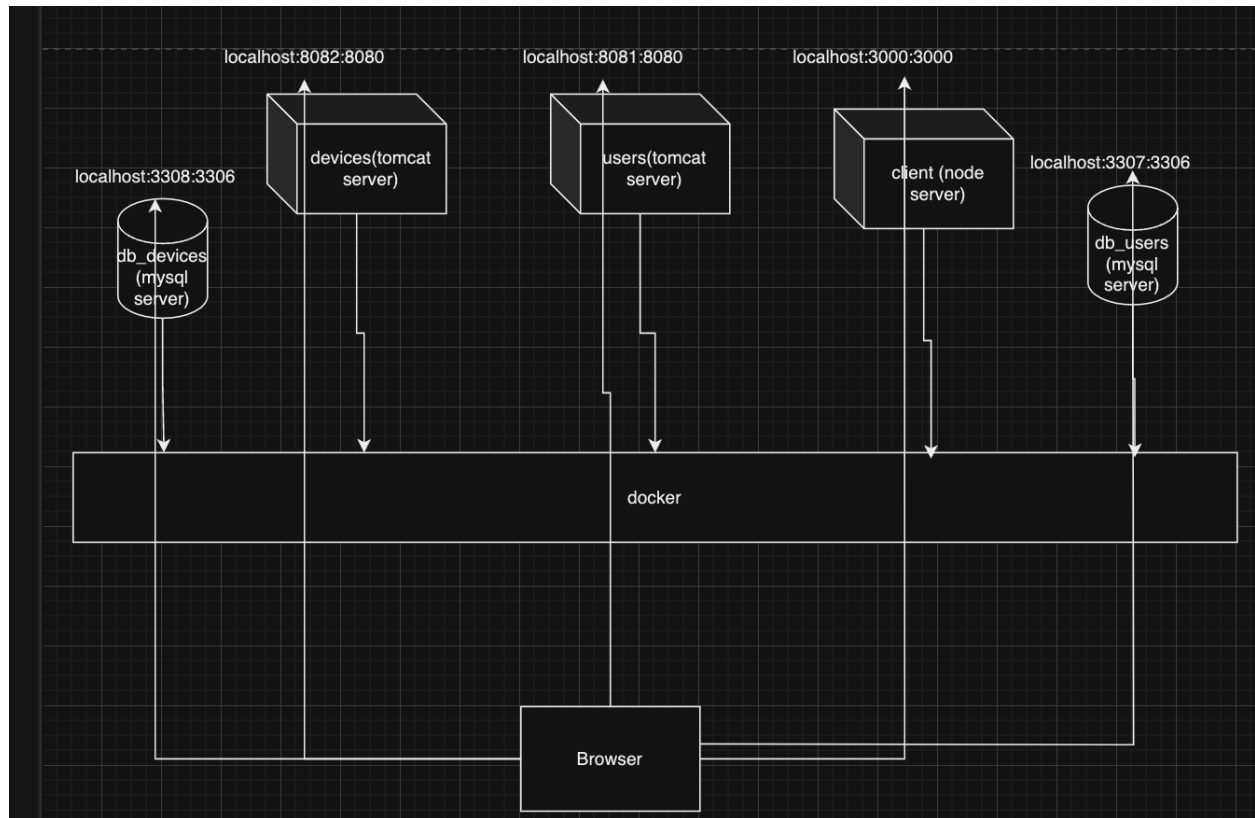 localhost:8082:8080
localhost:8081:8080
localhost:3000:3000
devices(tomcat
server)
users(tomcat
server)
client (node
server)
localhost:3308:3306
localhost:3307:3306
db_devices
(mysql
server)
db_users
(mysql
server)
docker
Browser